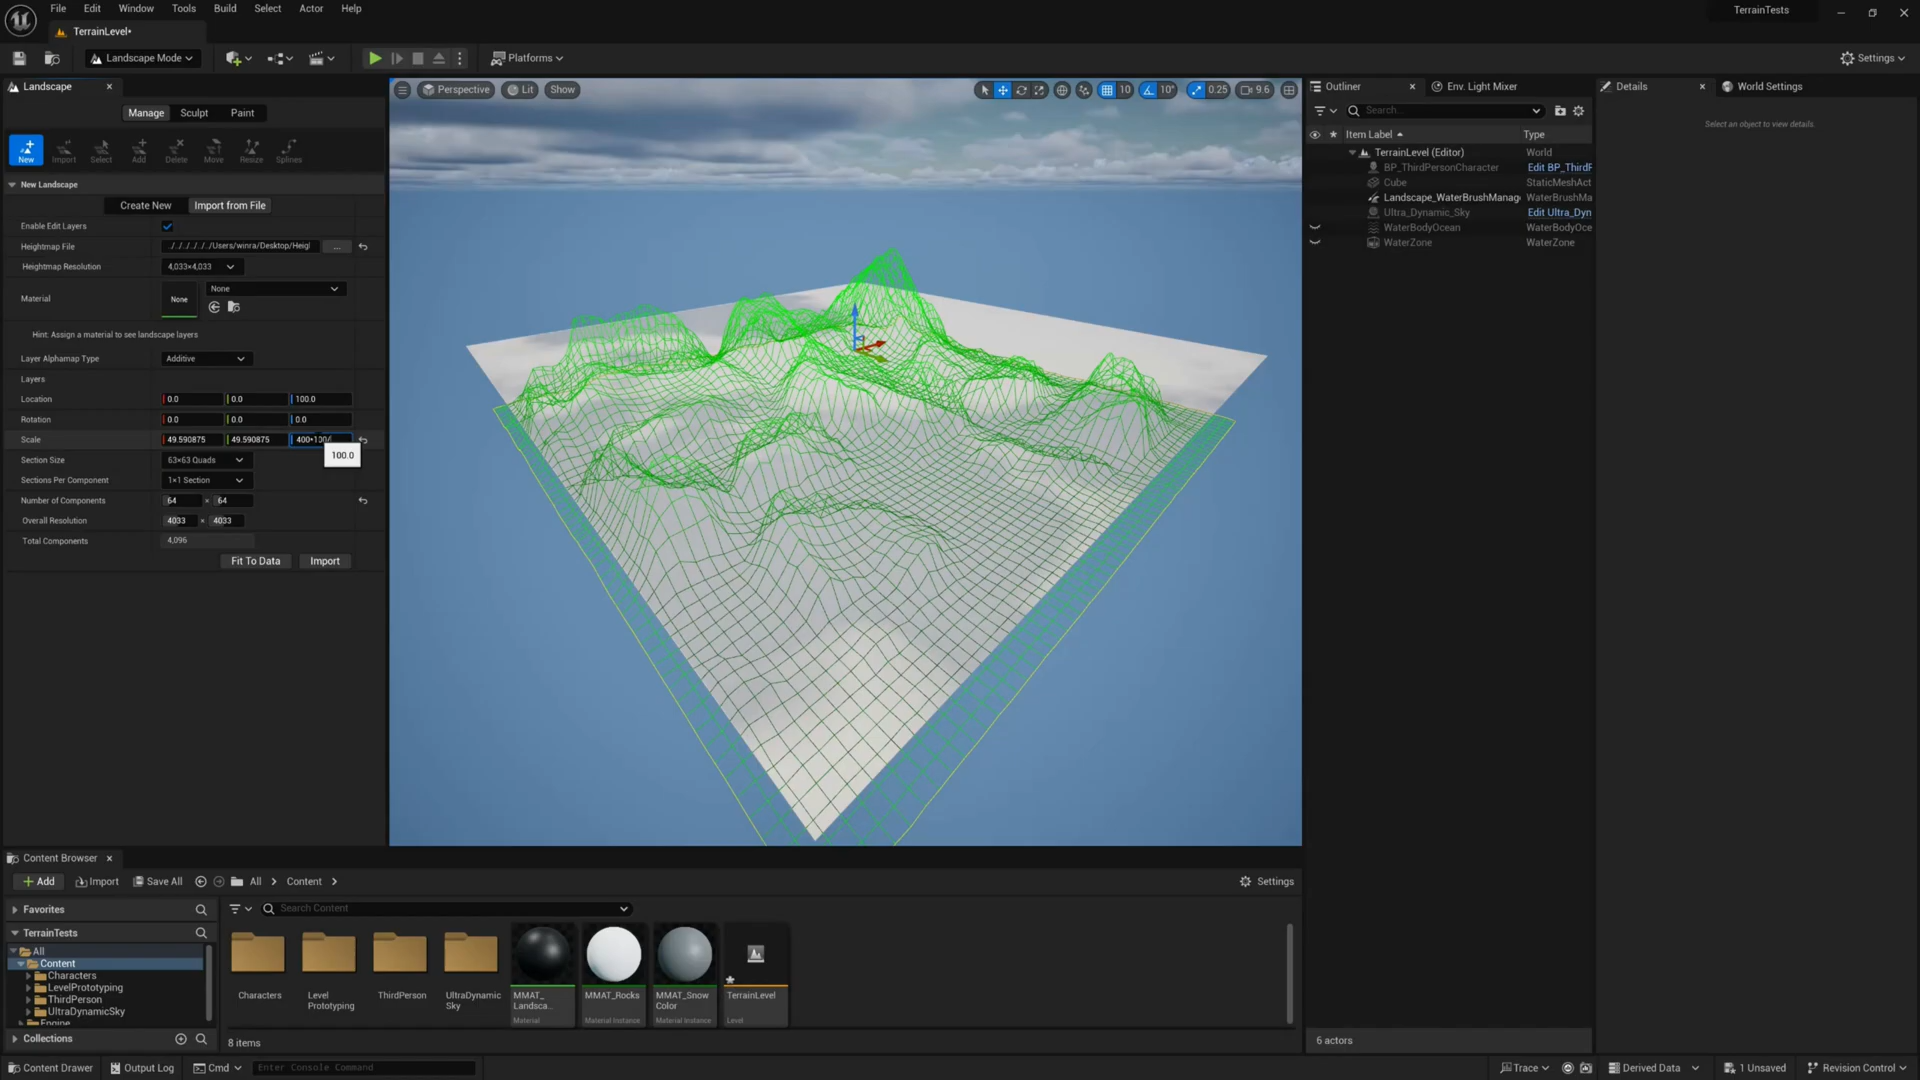 File Edit Window Tools Build Select Actor Help TerrainTests
TerrainLevel•
Landscape Mode Platforms Settings
Landscape
Manage Sculpt Paint
New Import Select Add Delete Move Resize Splines
New Landscape
Create New Import from File
Enable Edit Layers
Heightmap File ../../../../../../Users/winra/Desktop/Heig ...
Heightmap Resolution 4,033×4,033
Material None None
Hint: Assign a material to see landscape layers
Layer Alphamap Type Additive
Layers
Location 0.0 0.0 100.0
Rotation 0.0 0.0 0.0
Scale 49.590875 49.590875 400*100/
100.0
Section Size 63×63 Quads
Sections Per Component 1×1 Section
Number of Components 64 × 64
Overall Resolution 4033 × 4033
Total Components 4,096
Fit To Data Import
Perspective Lit Show 10 10° 0.25 9.6
Outliner Env. Light Mixer
Search...
Item Label Type
TerrainLevel (Editor) World
BP_ThirdPersonCharacter Edit BP_ThirdF
Cube StaticMeshAct
Landscape_WaterBrushManag WaterBrushMa
Ultra_Dynamic_Sky Edit Ultra_Dyn
WaterBodyOcean WaterBodyOce
WaterZone WaterZone
6 actors
Details World Settings
Select an object to view details.
Content Browser
Add Import Save All All Content Settings
Favorites
TerrainTests
All
Content
Characters
LevelPrototyping
ThirdPerson
UltraDynamicSky
Engine
Collections
Search Content
Characters
Level
Prototyping
ThirdPerson
UltraDynamic
Sky
MMAT_
Landsca...
Material
MMAT_Rocks
Material Instance
MMAT_Snow
Color
Material Instance
TerrainLevel
Level
8 items
Content Drawer Output Log Cmd Enter Console Command Trace Derived Data 1 Unsaved Revision Control